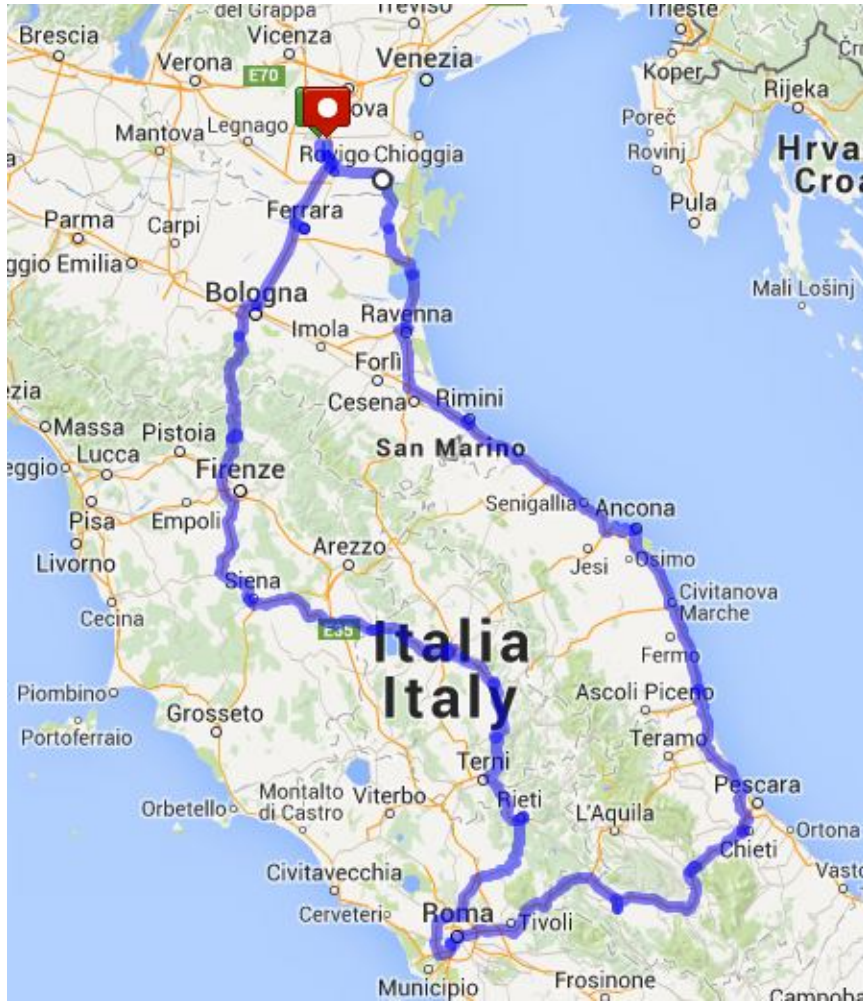 del Grappa
Treviso
Trieste
Brescia
Vicenza
Verona
Venezia
Koper
E70
ova
Rijeka
Legnago
Poreč
Mantova
Rovigo
Chioggia
Rovinj
Hrva
Croa
Parma
Carpi
Ferrara
Pula
ggio Emilia
Bologna
Mali Lošinj
Imola
Ravenna
Forlì
ezia
Cesena
Rimini
Massa
Pistoia
San Marino
Lucca
eggio
Firenze
Senigallia
Ancona
Pisa
Empoli
Arezzo
Jesi
Osimo
Livorno
Siena
Civitanova
Marche
Cecina
E35
Italia
Italy
Fermo
Piombino
Ascoli Piceno
Grosseto
Portoferraio
Teramo
Terni
Pescara
Montalto
di Castro
Viterbo
Rieti
Orbetello
L'Aquila
Ortona
Chieti
Civitavecchia
Vasto
Cerveteri
Roma
Tivoli
Municipio
Frosinone
Campoba